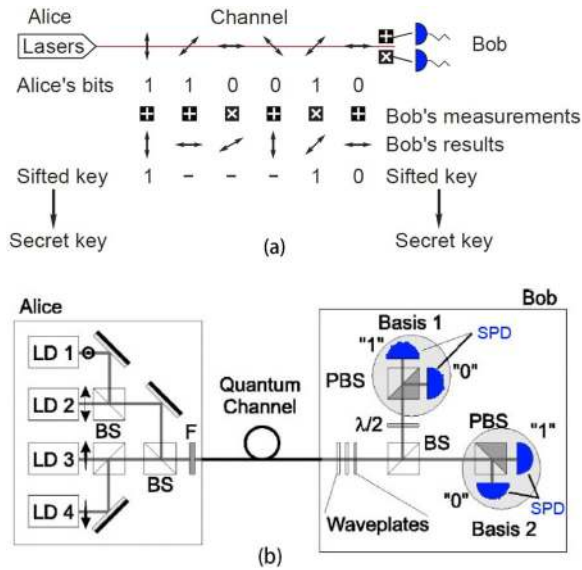 Alice Channel
Lasers Bob
Alice's bits 1 1 0 0 1 0
Bob's measurements
Bob's results
Sifted key 1 – – – 1 0 Sifted key
Secret key Secret key
(a)
Alice Bob
Basis 1
LD 1 "1" SPD
"0"
Quantum
Channel
PBS
LD 2 λ/2 PBS "1"
BS F BS
LD 3
BS "0" SPD
LD 4 Waveplates Basis 2
(b)